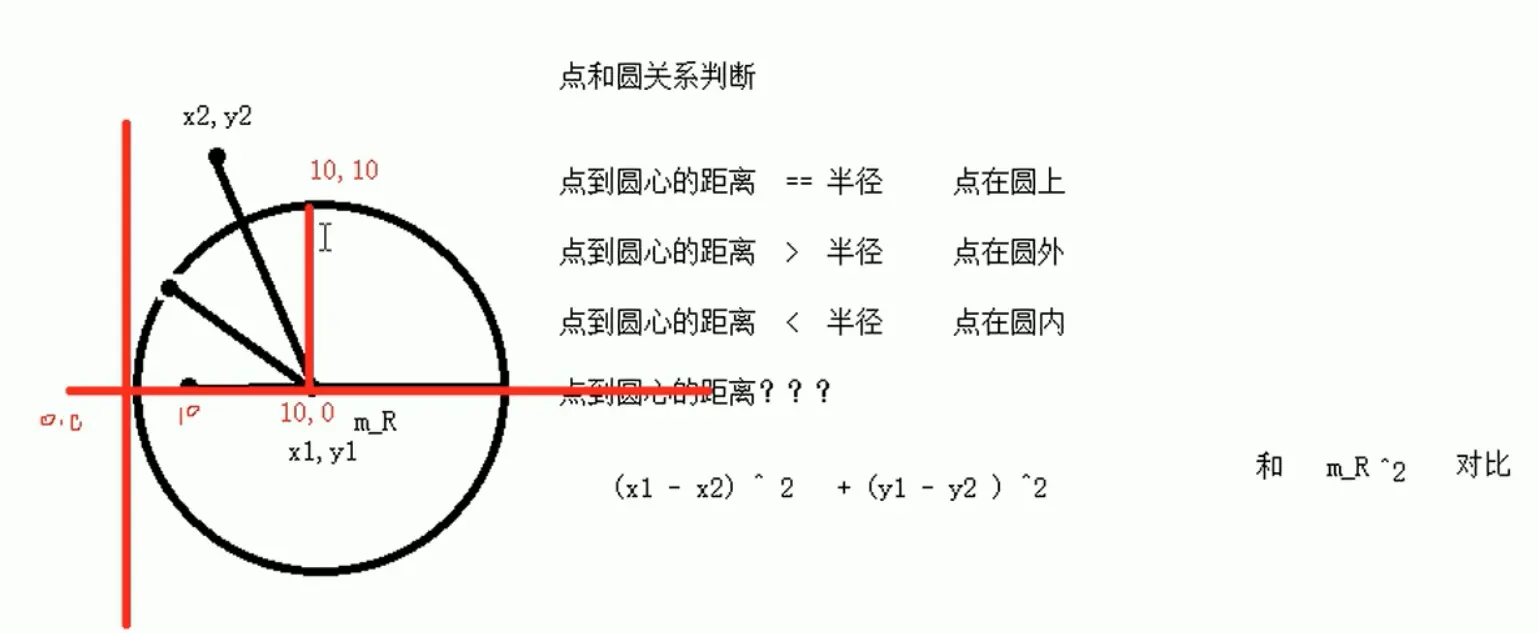 点和圆关系判断
x2,y2
10,10
点到圆心的距离 == 半径 点在圆上
点到圆心的距离 > 半径 点在圆外
点到圆心的距离 < 半径 点在圆内
点到圆心的距离???
10
10,0
m_R
x1,y1
(x1 - x2) ^ 2 + (y1 - y2 ) ^2
和 m_R ^2 对比